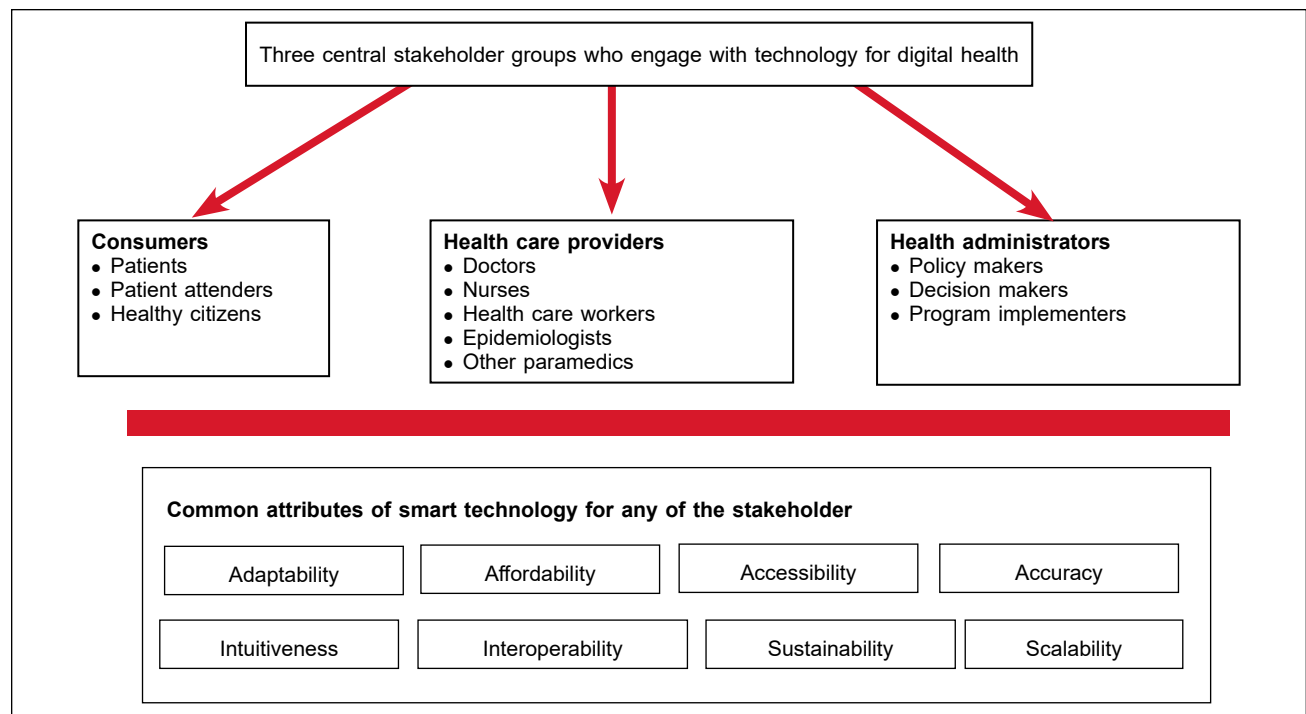 Three central stakeholder groups who engage with technology for digital health
Consumers
• Patients
• Patient attenders
• Healthy citizens
Health care providers
• Doctors
• Nurses
• Health care workers
• Epidemiologists
• Other paramedics
Health administrators
• Policy makers
• Decision makers
• Program implementers
Common attributes of smart technology for any of the stakeholder
Adaptability
Affordability
Accessibility
Accuracy
Intuitiveness
Interoperability
Sustainability
Scalability